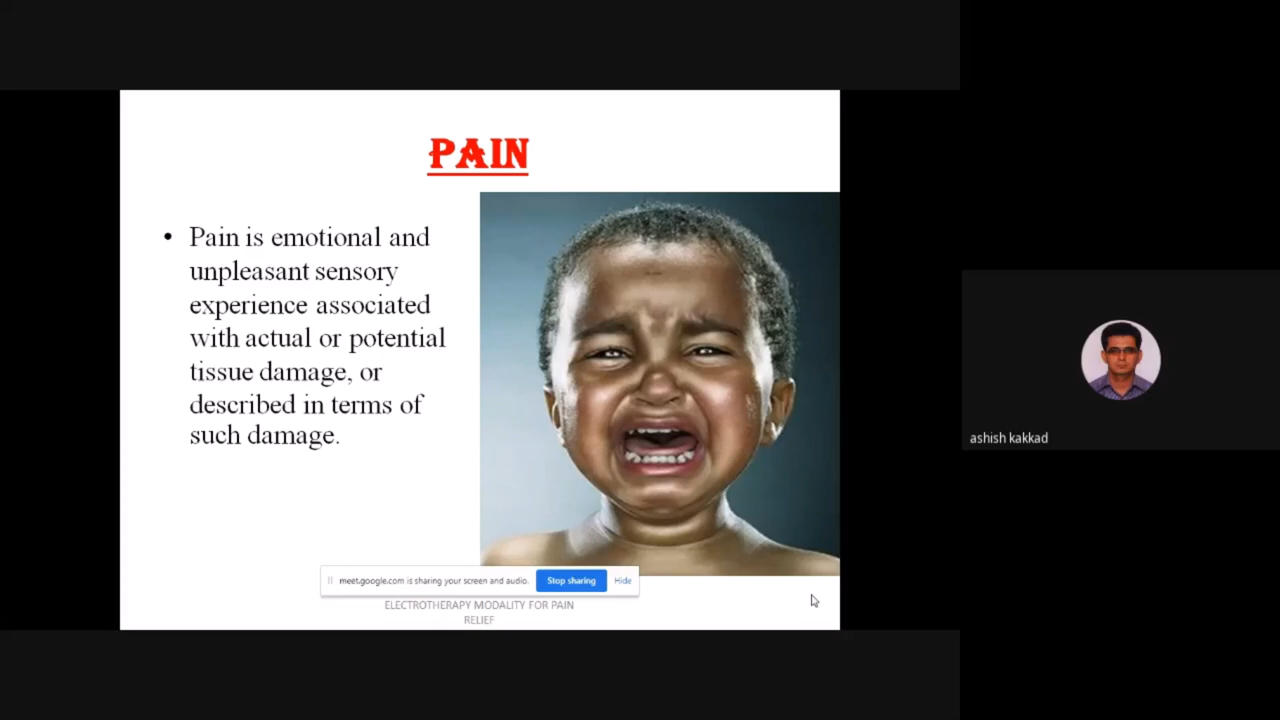 PAIN
• Pain is emotional and
unpleasant sensory
experience associated
with actual or potential
tissue damage, or
described in terms of
such damage.
meet.google.com is sharing your screen and audio. Stop sharing Hide
ELECTROTHERAPY MODALITY FOR PAIN
RELIEF
ashish kakkad